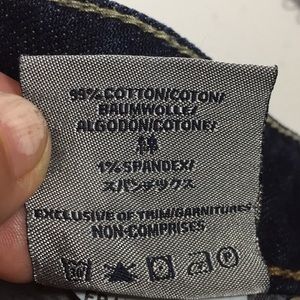 99% COTTON/COTON/
BAUMWOLLE/
ALGODON/COTONE/
綿
1% SPANDEX/
スパンデックス
EXCLUSIVE OF TRIM/GARNITURES
NON-COMPRISES